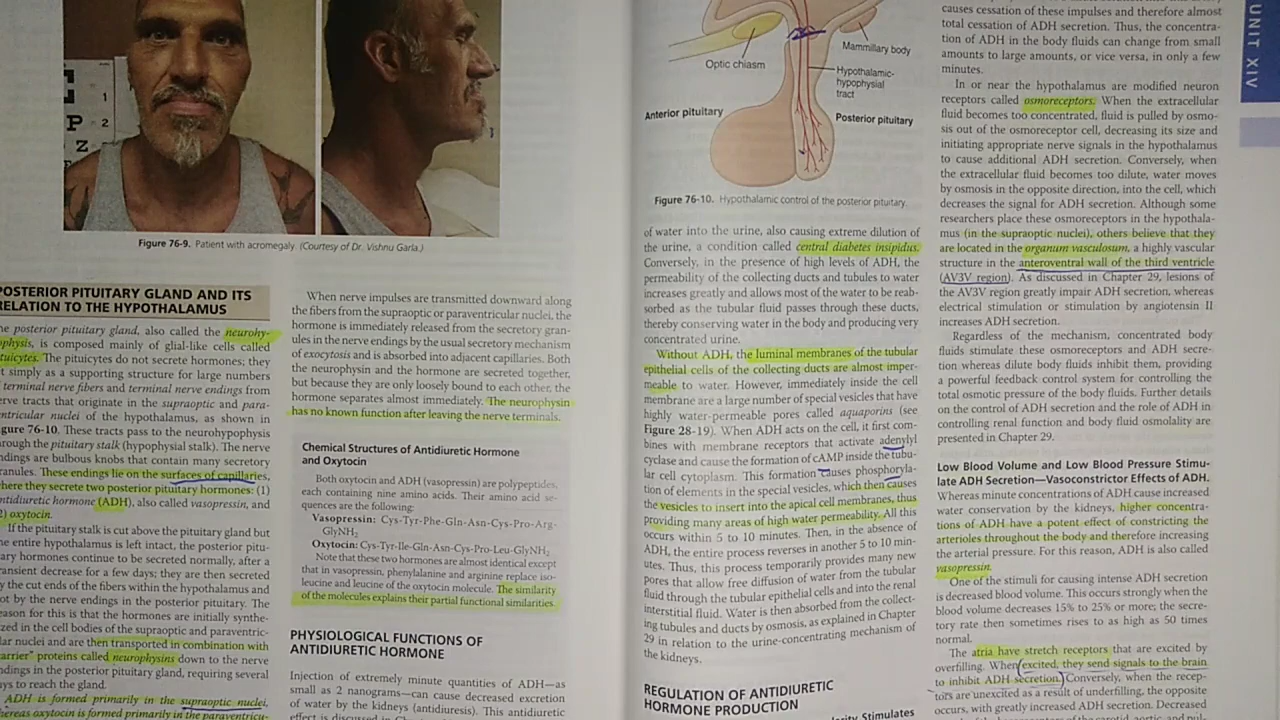 1
P 2
Z
Figure 76-9. Patient with acromegaly (Courtesy of Dr. Vishnu Garla.)
POSTERIOR PITUITARY GLAND AND ITS
RELATION TO THE HYPOTHALAMUS
posterior pituitary gland, also called the neurohy-
ophysis, is composed mainly of glial-like cells called
tuicytes. The pituicytes do not secrete hormones; they
simply as a supporting structure for large numbers
terminal nerve fibers and terminal nerve endings from
erve tracts that originate in the supraoptic and para-
ntricular nuclei of the hypothalamus, as shown in
gure 76-10. These tracts pass to the neurohypophysis
rough the pituitary stalk (hypophysial stalk). The nerve
dings are bulbous knobs that contain many secretory
ranules. These endings lie on the surfaces of capillaries,
here they secrete two posterior pituitary hormones: (1)
ntidiuretic hormone (ADH), also called vasopressin, and
2) oxytocin.
If the pituitary stalk is cut above the pituitary gland but
he entire hypothalamus is left intact, the posterior pitu-
ary hormones continue to be secreted normally, after a
ansient decrease for a few days; they are then secreted
y the cut ends of the fibers within the hypothalamus and
ot by the nerve endings in the posterior pituitary. The
eason for this is that the hormones are initially synthe-
zed in the cell bodies of the supraoptic and paraventric-
lar nuclei and are then transported in combination with
arrier" proteins called neurophysins down to the nerve
ndings in the posterior pituitary gland, requiring several
ays to reach the gland.
ADH is formed primarily in the supraoptic nuclei,
whereas oxytocin is formed primarily in the paraventricu-
When nerve impulses are transmitted downward along
the fibers from the supraoptic or paraventricular nuclei, the
hormone is immediately released from the secretory gran-
ules in the nerve endings by the usual secretory mechanism
of exocytosis and is absorbed into adjacent capillaries. Both
the neurophysin and the hormone are secreted together,
but because they are only loosely bound to each other, the
hormone separates almost immediately. The neurophysin
has no known function after leaving the nerve terminals.
Chemical Structures of Antidiuretic Hormone
and Oxytocin
Both oxytocin and ADH (vasopressin) are polypeptides,
each containing nine amino acids. Their amino acid se-
quences are the following:
Vasopressin: Cys-Tyr-Phe-Gln-Asn-Cys-Pro-Arg-
GlyNH2
Oxytocin: Cys-Tyr-Ile-Gln-Asn-Cys-Pro-Leu-GlyNH2
Note that these two hormones are almost identical except
that in vasopressin, phenylalanine and arginine replace iso-
leucine and leucine of the oxytocin molecule. The similarity
of the molecules explains their partial functional similarities.
PHYSIOLOGICAL FUNCTIONS OF
ANTIDIURETIC HORMONE
Injection of extremely minute quantities of ADH—as
small as 2 nanograms—can cause decreased excretion
of water by the kidneys (antidiuresis). This antidiuretic
effect is discussed in
Optic chiasm
Mammillary body
Hypothalamic-
hypophysial
tract
Anterior pituitary
Posterior pituitary
Figure 76-10. Hypothalamic control of the posterior pituitary.
of water into the urine, also causing extreme dilution of
the urine, a condition called central diabetes insipidus.
Conversely, in the presence of high levels of ADH, the
permeability of the collecting ducts and tubules to water
increases greatly and allows most of the water to be reab-
sorbed as the tubular fluid passes through these ducts,
thereby conserving water in the body and producing very
concentrated urine.
Without ADH, the luminal membranes of the tubular
epithelial cells of the collecting ducts are almost imper-
meable to water. However, immediately inside the cell
membrane are a large number of special vesicles that have
highly water-permeable pores called aquaporins (see
Figure 28-19). When ADH acts on the cell, it first com-
bines with membrane receptors that activate adenylyl
cyclase and cause the formation of cAMP inside the tubu-
lar cell cytoplasm. This formation causes phosphoryla-
tion of elements in the special vesicles, which then causes
the vesicles to insert into the apical cell membranes, thus
providing many areas of high water permeability. All this
occurs within 5 to 10 minutes. Then, in the absence of
ADH, the entire process reverses in another 5 to 10 min-
utes. Thus, this process temporarily provides many new
pores that allow free diffusion of water from the tubular
fluid through the tubular epithelial cells and into the renal
interstitial fluid. Water is then absorbed from the collect-
ing tubules and ducts by osmosis, as explained in Chapter
29 in relation to the urine-concentrating mechanism of
the kidneys.
REGULATION OF ANTIDIURETIC
HORMONE PRODUCTION
Stimulates
causes cessation of these impulses and therefore almost
total cessation of ADH secretion. Thus, the concentra-
tion of ADH in the body fluids can change from small
amounts to large amounts, or vice versa, in only a few
minutes.
In or near the hypothalamus are modified neuron
receptors called osmoreceptors. When the extracellular
fluid becomes too concentrated, fluid is pulled by osmo-
sis out of the osmoreceptor cell, decreasing its size and
initiating appropriate nerve signals in the hypothalamus
to cause additional ADH secretion. Conversely, when
the extracellular fluid becomes too dilute, water moves
by osmosis in the opposite direction, into the cell, which
decreases the signal for ADH secretion. Although some
researchers place these osmoreceptors in the hypothala-
mus (in the supraoptic nuclei), others believe that they
are located in the organum vasculosum, a highly vascular
structure in the anteroventral wall of the third ventricle
(AV3V region). As discussed in Chapter 29, lesions of
the AV3V region greatly impair ADH secretion, whereas
electrical stimulation or stimulation by angiotensin II
increases ADH secretion.
Regardless of the mechanism, concentrated body
fluids stimulate these osmoreceptors and ADH secre-
tion whereas dilute body fluids inhibit them, providing
a powerful feedback control system for controlling the
total osmotic pressure of the body fluids. Further details
on the control of ADH secretion and the role of ADH in
controlling renal function and body fluid osmolality are
presented in Chapter 29.
Low Blood Volume and Low Blood Pressure Stimu-
late ADH Secretion—Vasoconstrictor Effects of ADH.
Whereas minute concentrations of ADH cause increased
water conservation by the kidneys, higher concentra-
tions of ADH have a potent effect of constricting the
arterioles throughout the body and therefore increasing
the arterial pressure. For this reason, ADH is also called
vasopressin.
One of the stimuli for causing intense ADH secretion
is decreased blood volume. This occurs strongly when the
blood volume decreases 15% to 25% or more; the secre-
tory rate then sometimes rises to as high as 50 times
normal.
The atria have stretch receptors that are excited by
overfilling. When excited, they send signals to the brain
to inhibit ADH secretion. Conversely, when the recep-
tors are unexcited as a result of underfilling, the opposite
occurs, with greatly increased ADH secretion. Decreased
UNIT XIV